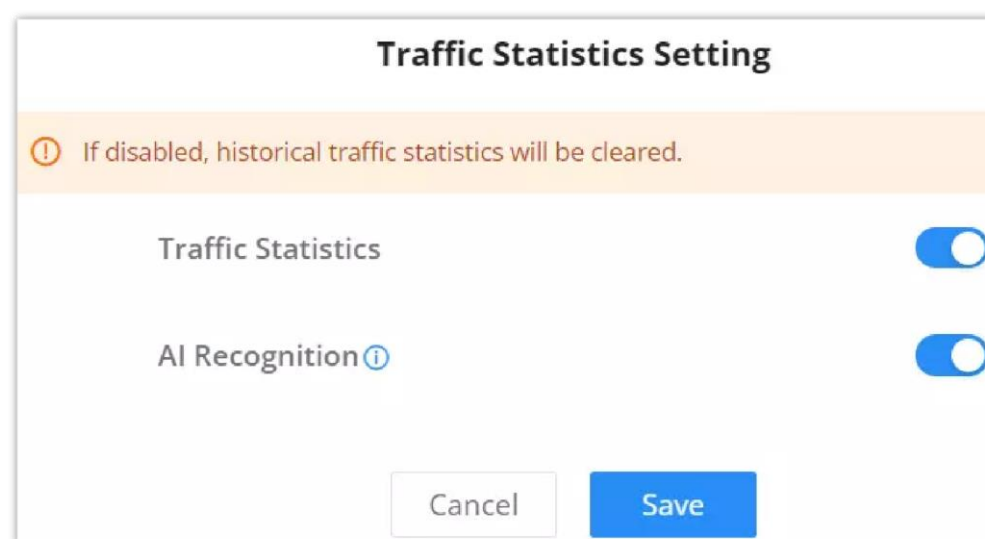 Traffic Statistics Setting
If disabled, historical traffic statistics will be cleared.
Traffic Statistics
AI Recognition
Cancel Save